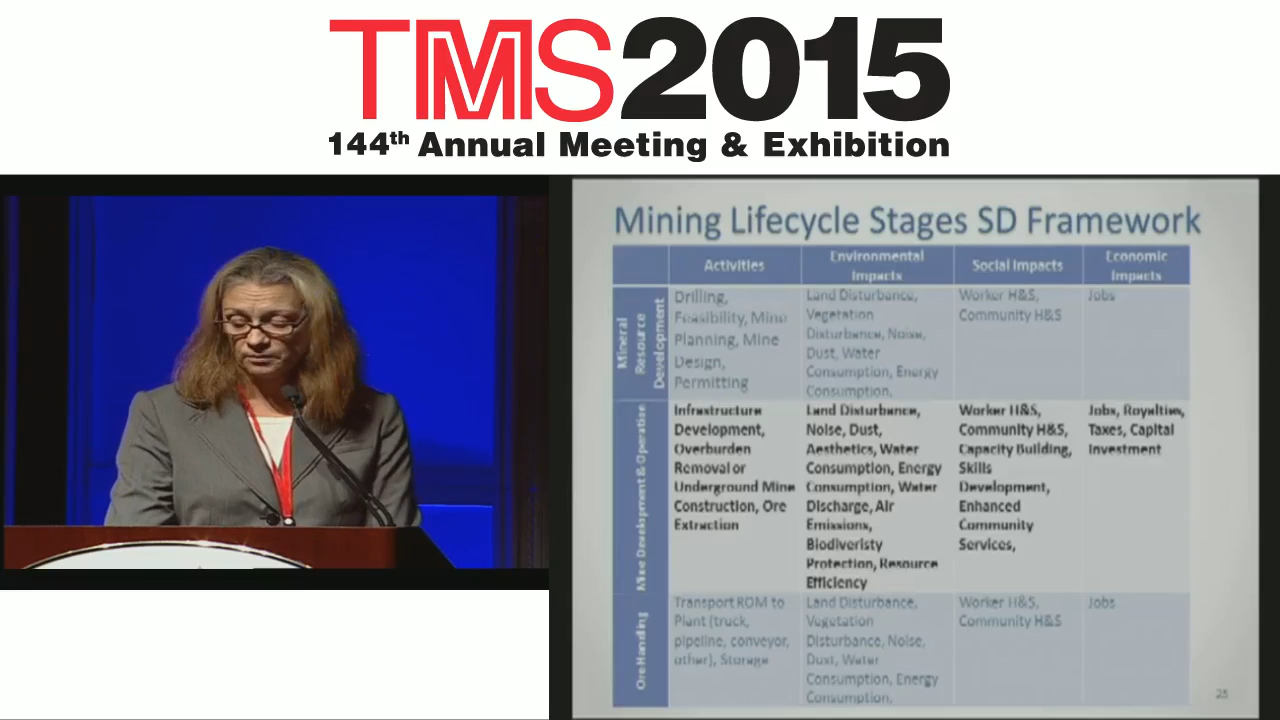 TMS2015
144th Annual Meeting & Exhibition
Mining Lifecycle Stages SD Framework
Activities
Environmental
Impacts
Social Impacts
Economic
Impacts
Mineral
Resource
Development
Drilling,
Feasibility, Mine
Planning, Mine
Design,
Permitting
Land Disturbance,
Vegetation
Disturbance, Noise,
Dust, Water
Consumption, Energy
Consumption,
Worker H&S,
Community H&S
Jobs
Mine Development & Operation
Infrastructure
Development,
Overburden
Removal or
Underground Mine
Construction, Ore
Extraction
Land Disturbance,
Noise, Dust,
Aesthetics, Water
Consumption, Energy
Consumption, Water
Discharge, Air
Emissions,
Biodiveristy
Protection, Resource
Efficiency
Worker H&S,
Community H&S,
Capacity Building,
Skills
Development,
Enhanced
Community
Services,
Jobs, Royalties,
Taxes, Capital
Investment
Ore Handling
Transport ROM to
Plant (truck,
pipeline, conveyor,
other), Storage
Land Disturbance,
Vegetation
Disturbance, Noise,
Dust, Water
Consumption, Energy
Consumption,
Worker H&S,
Community H&S
Jobs